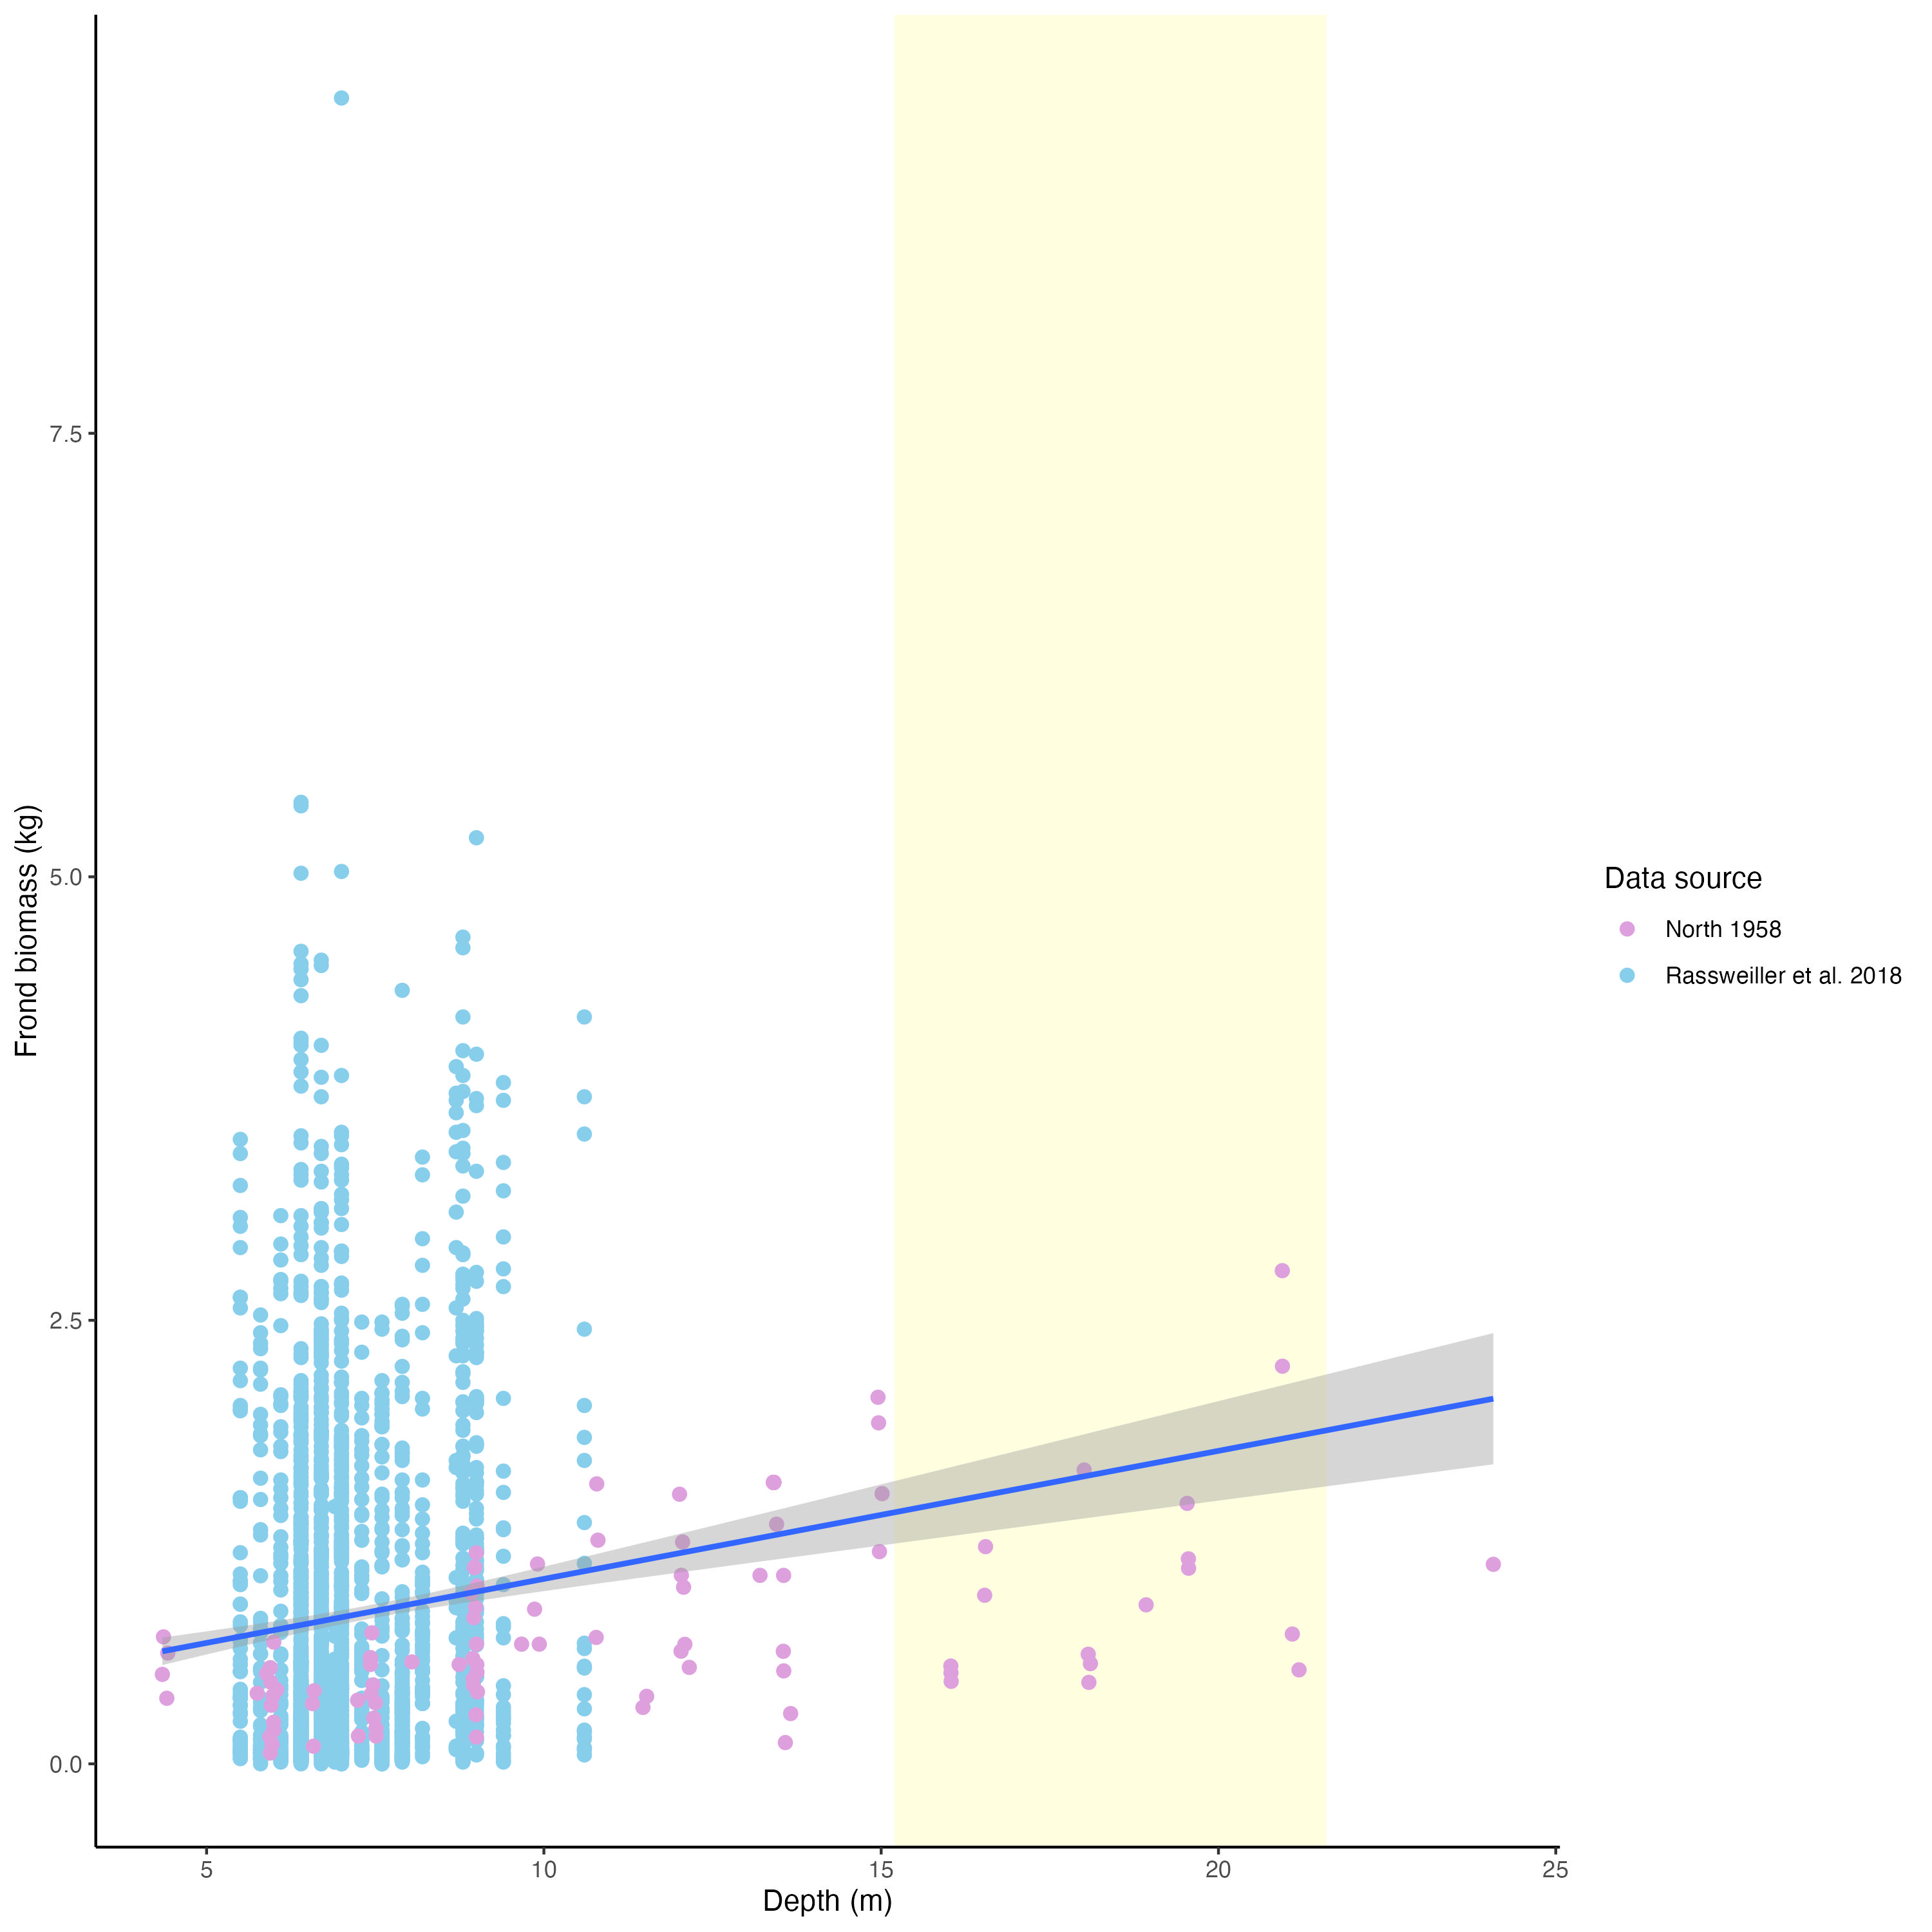 Frond biomass (kg)
7.5
5.0
2.5
0.0
5 10 15 20 25
Depth (m)
Data source
North 1958
Rassweiller et al. 2018